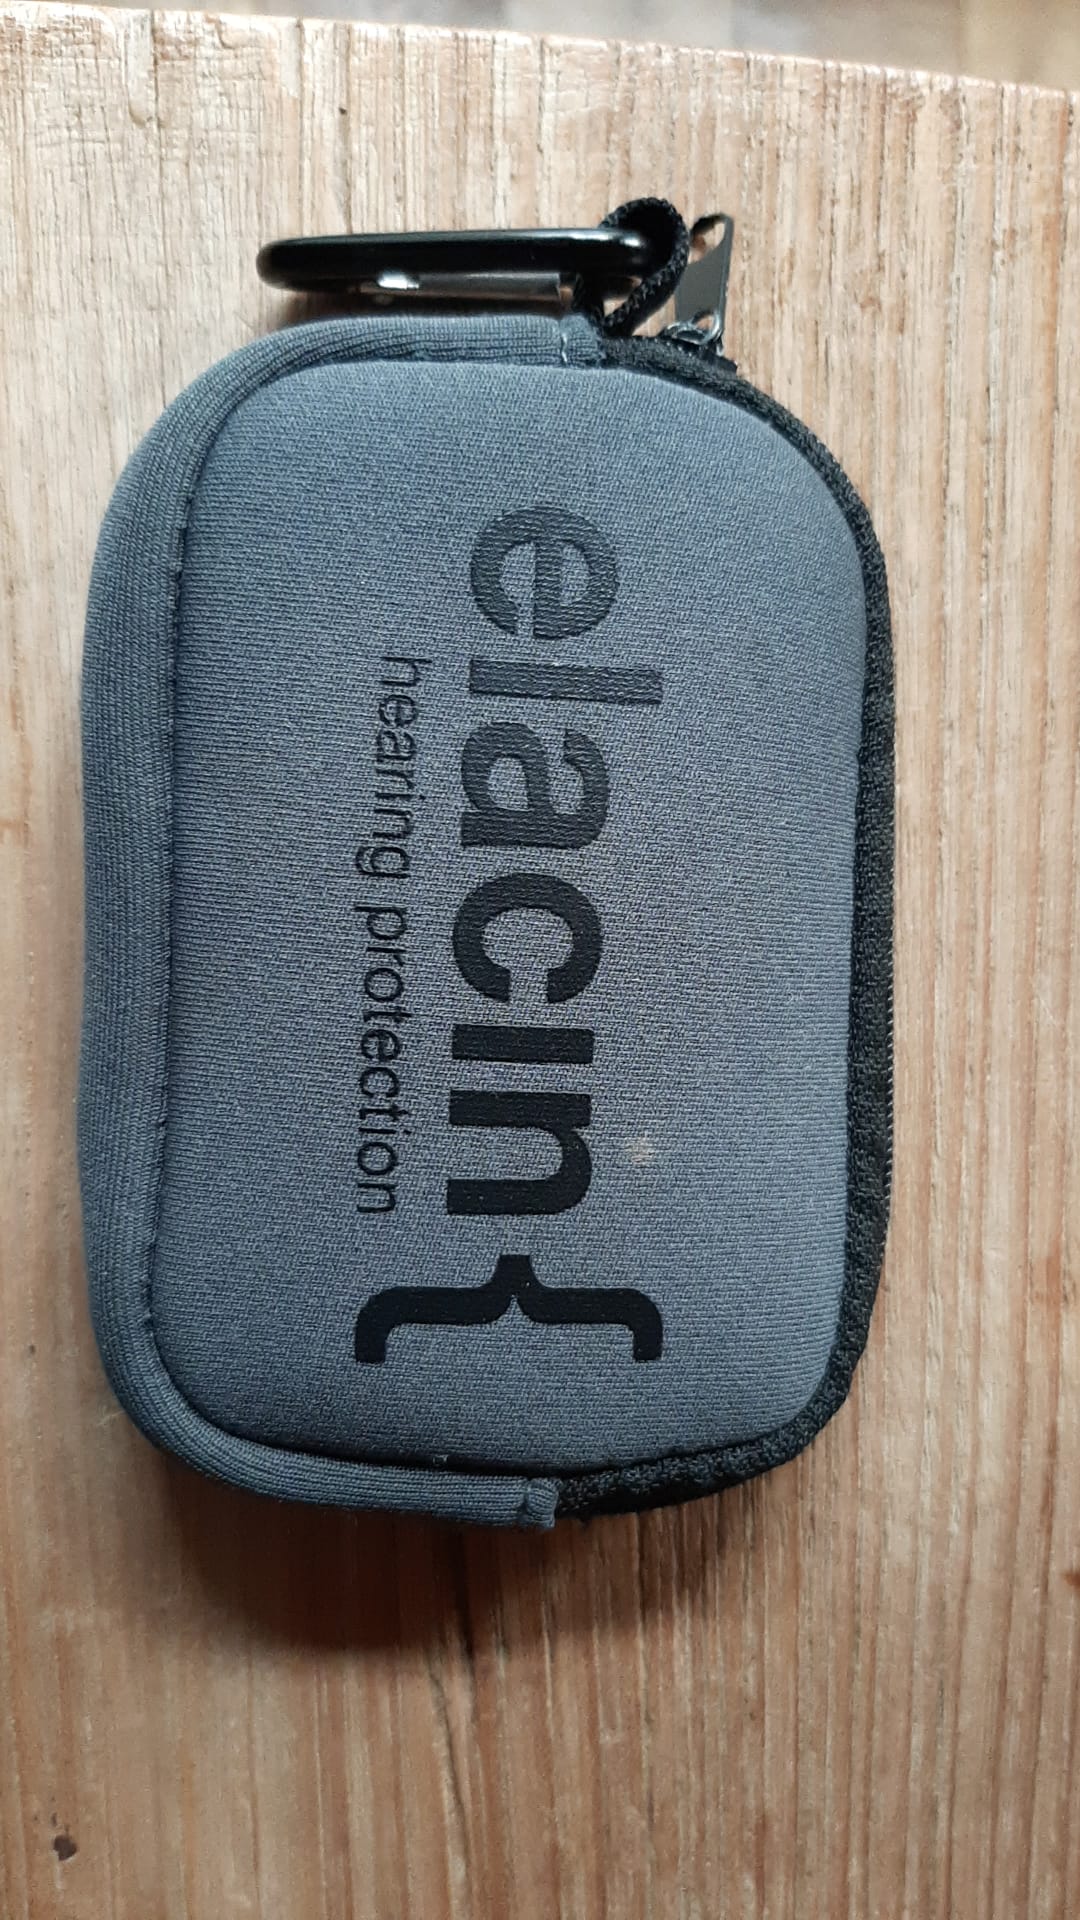 elacin{
hearing protection